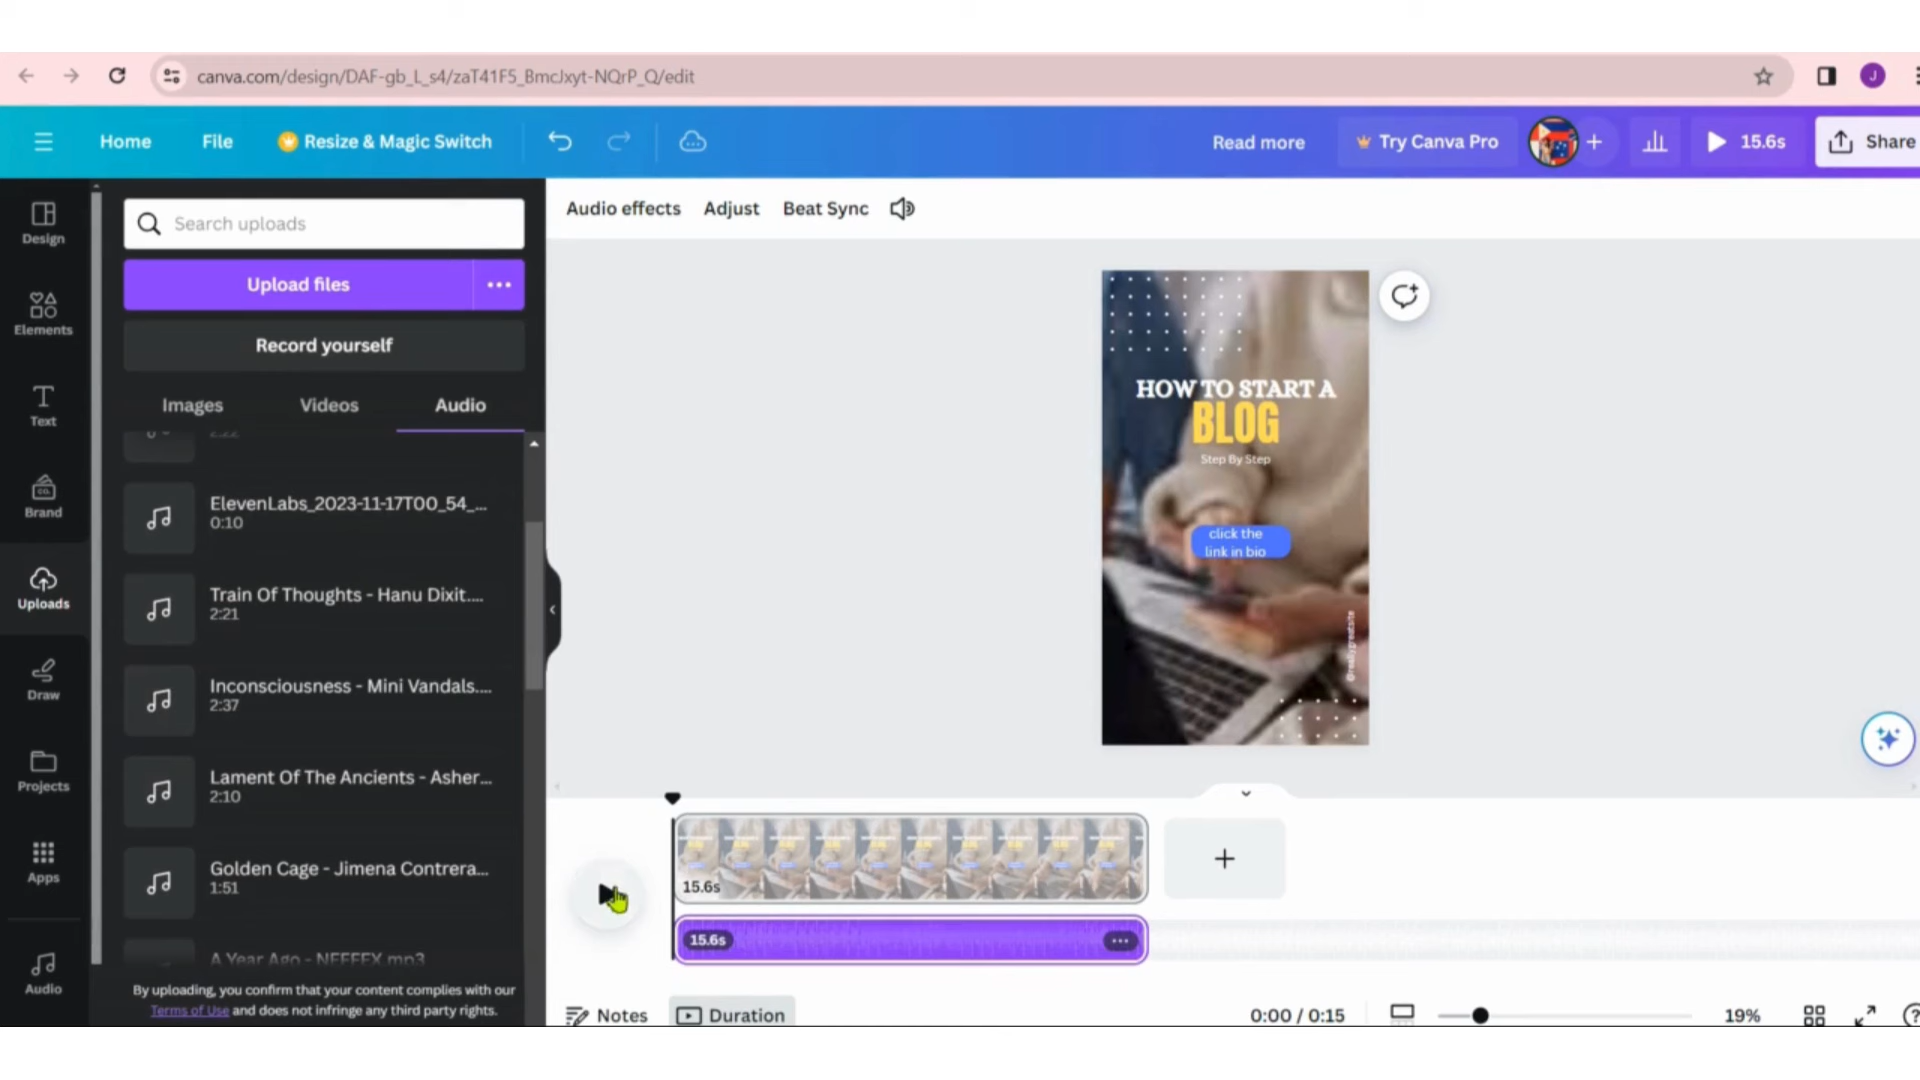 canva.com/design/DAF-gb_L_s4/zaT41F5_BmcJxyt-NQrP_Q/edit
J
Home
File
Resize & Magic Switch
Read more
Try Canva Pro
15.6s
Share
Design
Elements
Text
Brand
Uploads
Draw
Projects
Apps
Audio
Search uploads
Upload files
Record yourself
Images
Videos
Audio
2:22
ElevenLabs_2023-11-17T00_54_...
0:10
Train Of Thoughts - Hanu Dixit....
2:21
Inconsciousness - Mini Vandals....
2:37
Lament Of The Ancients - Asher...
2:10
Golden Cage - Jimena Contrera...
1:51
A Year Ago - NEFFEX.mp3
By uploading, you confirm that your content complies with our
Terms of Use and does not infringe any third party rights.
Audio effects
Adjust
Beat Sync
HOW TO START A
BLOG
Step By Step
click the
link in bio
@reallygreatsite
15.6s
15.6s
Notes
Duration
0:00 / 0:15
19%